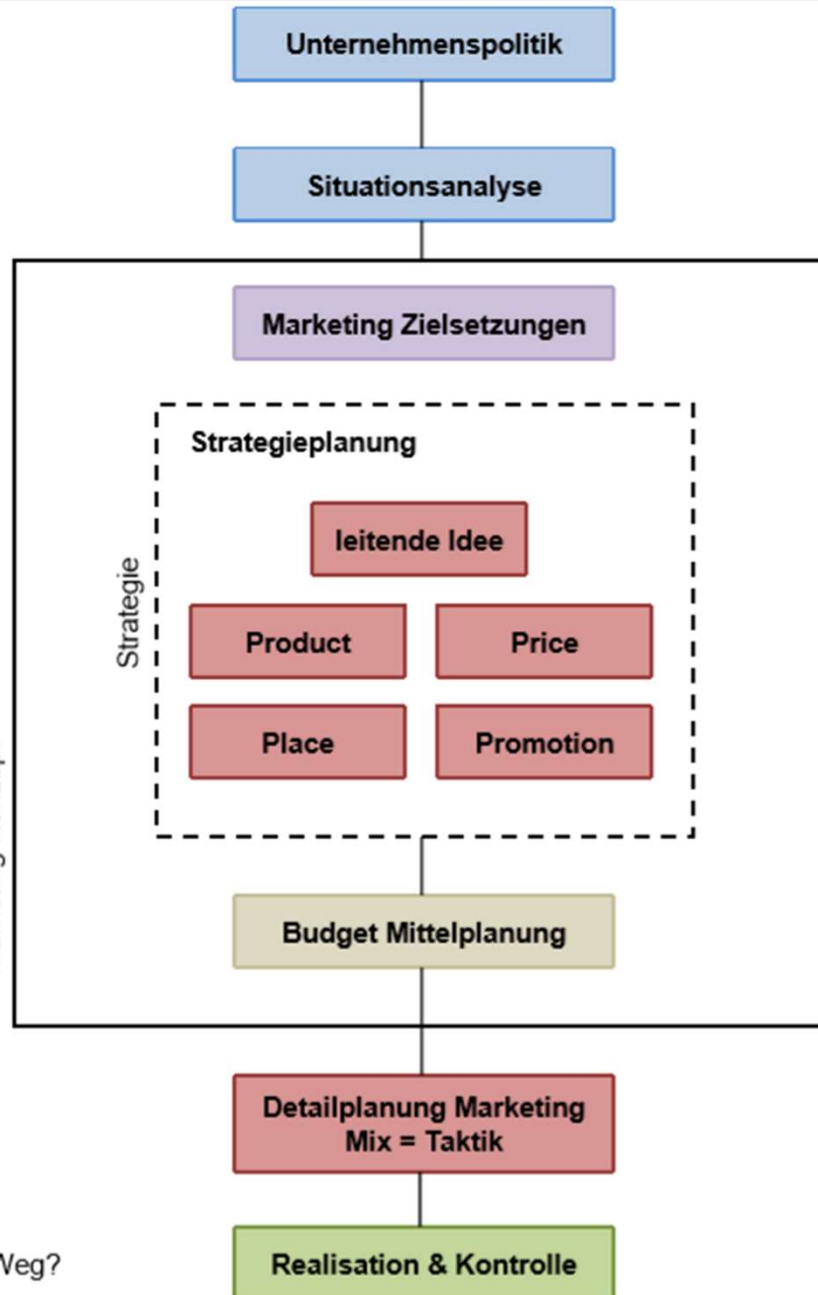 Unternehmenspolitik
Situationsanalyse
Marketing Zielsetzungen
Strategieplanung
leitende Idee
Strategie
Product
Price
Place
Promotion
Budget Mittelplanung
Detailplanung Marketing
Mix = Taktik
Weg?
Realisation & Kontrolle